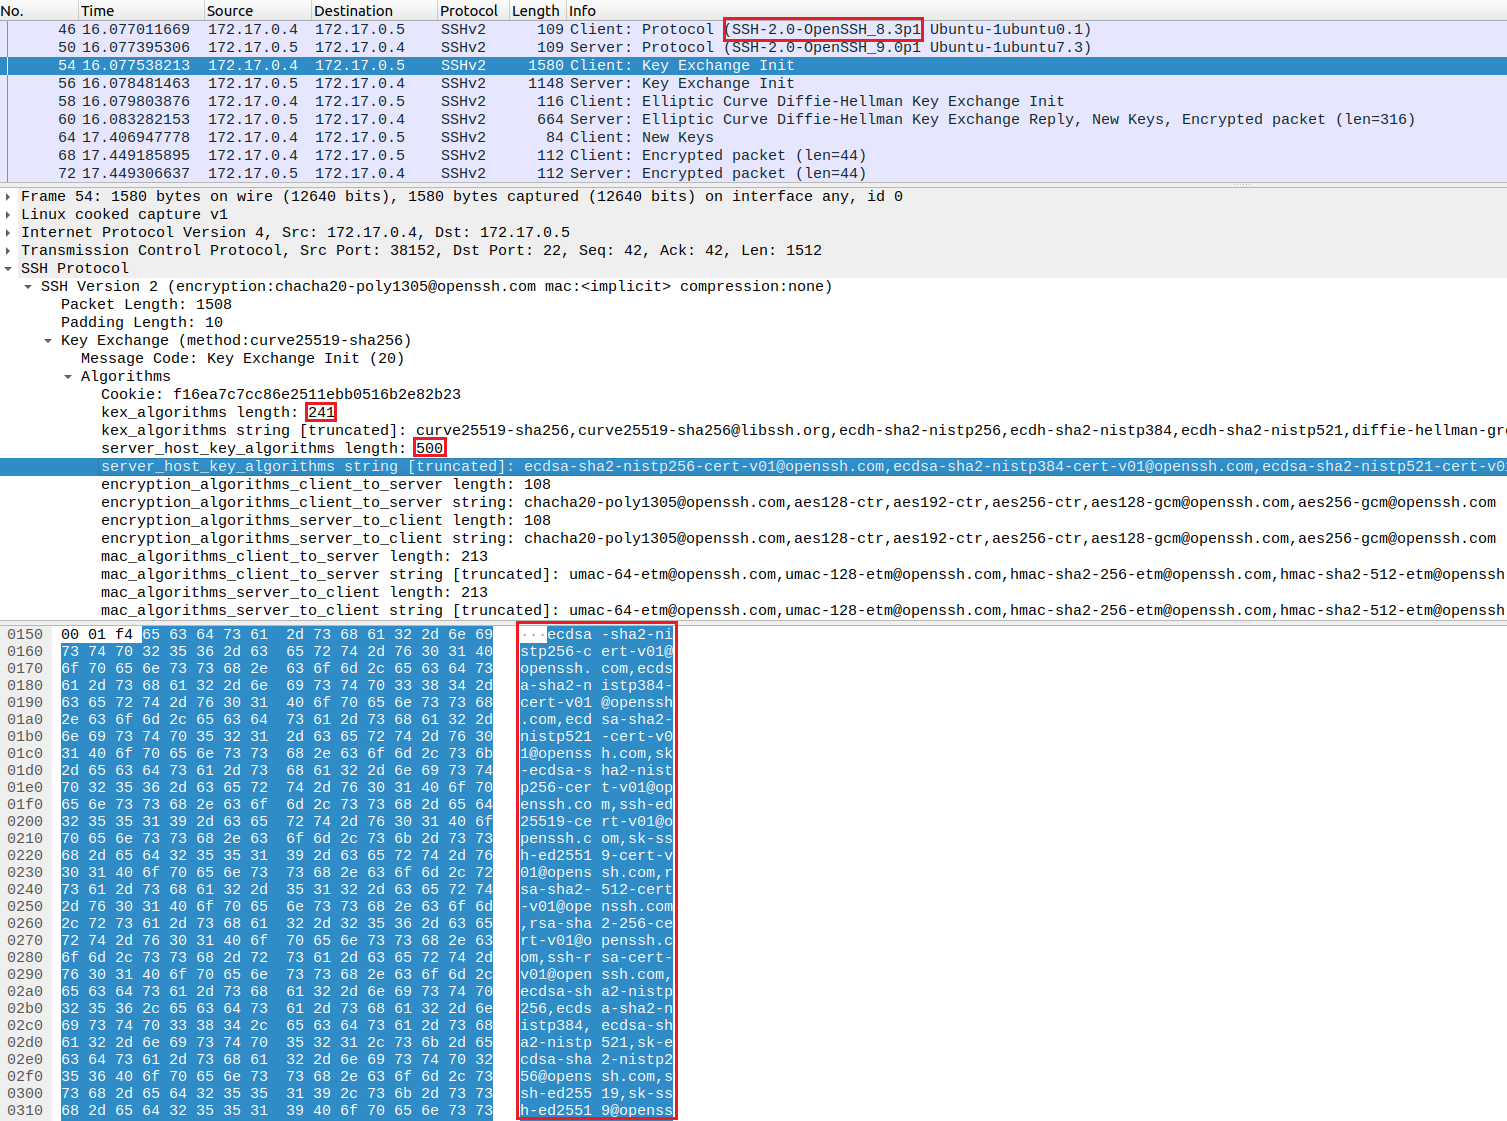 No. Time Source Destination Protocol Length Info
46 16.077011669 172.17.0.4 172.17.0.5 SSHv2 109 Client: Protocol (SSH-2.0-OpenSSH_8.3p1 Ubuntu-1ubuntu0.1)
50 16.077395306 172.17.0.5 172.17.0.4 SSHv2 109 Server: Protocol (SSH-2.0-OpenSSH_9.0p1 Ubuntu-1ubuntu7.3)
54 16.077538213 172.17.0.4 172.17.0.5 SSHv2 1580 Client: Key Exchange Init
56 16.078481463 172.17.0.5 172.17.0.4 SSHv2 1148 Server: Key Exchange Init
58 16.079803876 172.17.0.4 172.17.0.5 SSHv2 116 Client: Elliptic Curve Diffie-Hellman Key Exchange Init
60 16.083282153 172.17.0.5 172.17.0.4 SSHv2 664 Server: Elliptic Curve Diffie-Hellman Key Exchange Reply, New Keys, Encrypted packet (len=316)
64 17.406947778 172.17.0.4 172.17.0.5 SSHv2 84 Client: New Keys
68 17.449185895 172.17.0.4 172.17.0.5 SSHv2 112 Client: Encrypted packet (len=44)
72 17.449306637 172.17.0.5 172.17.0.4 SSHv2 112 Server: Encrypted packet (len=44)
Frame 54: 1580 bytes on wire (12640 bits), 1580 bytes captured (12640 bits) on interface any, id 0
Linux cooked capture v1
Internet Protocol Version 4, Src: 172.17.0.4, Dst: 172.17.0.5
Transmission Control Protocol, Src Port: 38152, Dst Port: 22, Seq: 42, Ack: 42, Len: 1512
SSH Protocol
SSH Version 2 (encryption:chacha20-poly1305@openssh.com mac:<implicit> compression:none)
Packet Length: 1508
Padding Length: 10
Key Exchange (method:curve25519-sha256)
Message Code: Key Exchange Init (20)
Algorithms
Cookie: f16ea7c7cc86e2511ebb0516b2e82b23
kex_algorithms length: 241
kex_algorithms string [truncated]: curve25519-sha256,curve25519-sha256@libssh.org,ecdh-sha2-nistp256,ecdh-sha2-nistp384,ecdh-sha2-nistp521,diffie-hellman-gr
server_host_key_algorithms length: 500
server_host_key_algorithms string [truncated]: ecdsa-sha2-nistp256-cert-v01@openssh.com,ecdsa-sha2-nistp384-cert-v01@openssh.com,ecdsa-sha2-nistp521-cert-v0
encryption_algorithms_client_to_server length: 108
encryption_algorithms_client_to_server string: chacha20-poly1305@openssh.com,aes128-ctr,aes192-ctr,aes256-ctr,aes128-gcm@openssh.com,aes256-gcm@openssh.com
encryption_algorithms_server_to_client length: 108
encryption_algorithms_server_to_client string: chacha20-poly1305@openssh.com,aes128-ctr,aes192-ctr,aes256-ctr,aes128-gcm@openssh.com,aes256-gcm@openssh.com
mac_algorithms_client_to_server length: 213
mac_algorithms_client_to_server string [truncated]: umac-64-etm@openssh.com,umac-128-etm@openssh.com,hmac-sha2-256-etm@openssh.com,hmac-sha2-512-etm@openssh
mac_algorithms_server_to_client length: 213
mac_algorithms_server_to_client string [truncated]: umac-64-etm@openssh.com,umac-128-etm@openssh.com,hmac-sha2-256-etm@openssh.com,hmac-sha2-512-etm@openssh
0150 00 01 f4 65 63 64 73 61 2d 73 68 61 32 2d 6e 69 ···ecdsa -sha2-ni
0160 73 74 70 32 35 36 2d 63 65 72 74 2d 76 30 31 40 stp256-c ert-v01@
0170 6f 70 65 6e 73 73 68 2e 63 6f 6d 2c 65 63 64 73 openssh. com,ecds
0180 61 2d 73 68 61 32 2d 6e 69 73 74 70 33 38 34 2d a-sha2-n istp384-
0190 63 65 72 74 2d 76 30 31 40 6f 70 65 6e 73 73 68 cert-v01 @openssh
01a0 2e 63 6f 6d 2c 65 63 64 73 61 2d 73 68 61 32 2d .com,ecd sa-sha2-
01b0 6e 69 73 74 70 35 32 31 2d 63 65 72 74 2d 76 30 nistp521 -cert-v0
01c0 31 40 6f 70 65 6e 73 73 68 2e 63 6f 6d 2c 73 6b 1@openss h.com,sk
01d0 2d 65 63 64 73 61 2d 73 68 61 32 2d 6e 69 73 74 -ecdsa-s ha2-nist
01e0 70 32 35 36 2d 63 65 72 74 2d 76 30 31 40 6f 70 p256-cer t-v01@op
01f0 65 6e 73 73 68 2e 63 6f 6d 2c 73 73 68 2d 65 64 enssh.co m,ssh-ed
0200 32 35 35 31 39 2d 63 65 72 74 2d 76 30 31 40 6f 25519-ce rt-v01@o
0210 70 65 6e 73 73 68 2e 63 6f 6d 2c 73 6b 2d 73 73 penssh.c om,sk-ss
0220 68 2d 65 64 32 35 35 31 39 2d 63 65 72 74 2d 76 h-ed2551 9-cert-v
0230 30 31 40 6f 70 65 6e 73 73 68 2e 63 6f 6d 2c 72 01@opens sh.com,r
0240 73 61 2d 73 68 61 32 2d 35 31 32 2d 63 65 72 74 sa-sha2- 512-cert
0250 2d 76 30 31 40 6f 70 65 6e 73 73 68 2e 63 6f 6d -v01@ope nssh.com
0260 2c 72 73 61 2d 73 68 61 32 2d 32 35 36 2d 63 65 ,rsa-sha 2-256-ce
0270 72 74 2d 76 30 31 40 6f 70 65 6e 73 73 68 2e 63 rt-v01@o penssh.c
0280 6f 6d 2c 73 73 68 2d 72 73 61 2d 63 65 72 74 2d om,ssh-r sa-cert-
0290 76 30 31 40 6f 70 65 6e 73 73 68 2e 63 6f 6d 2c v01@open ssh.com,
02a0 65 63 64 73 61 2d 73 68 61 32 2d 6e 69 73 74 70 ecdsa-sh a2-nistp
02b0 32 35 36 2c 65 63 64 73 61 2d 73 68 61 32 2d 6e 256,ecds a-sha2-n
02c0 69 73 74 70 33 38 34 2c 65 63 64 73 61 2d 73 68 istp384, ecdsa-sh
02d0 61 32 2d 6e 69 73 74 70 35 32 31 2c 73 6b 2d 65 a2-nistp 521,sk-e
02e0 63 64 73 61 2d 73 68 61 32 2d 6e 69 73 74 70 32 cdsa-sha 2-nistp2
02f0 35 36 40 6f 70 65 6e 73 73 68 2e 63 6f 6d 2c 73 56@opens sh.com,s
0300 73 68 2d 65 64 32 35 35 31 39 2c 73 6b 2d 73 73 sh-ed255 19,sk-ss
0310 68 2d 65 64 32 35 35 31 39 40 6f 70 65 6e 73 73 h-ed2551 9@openss